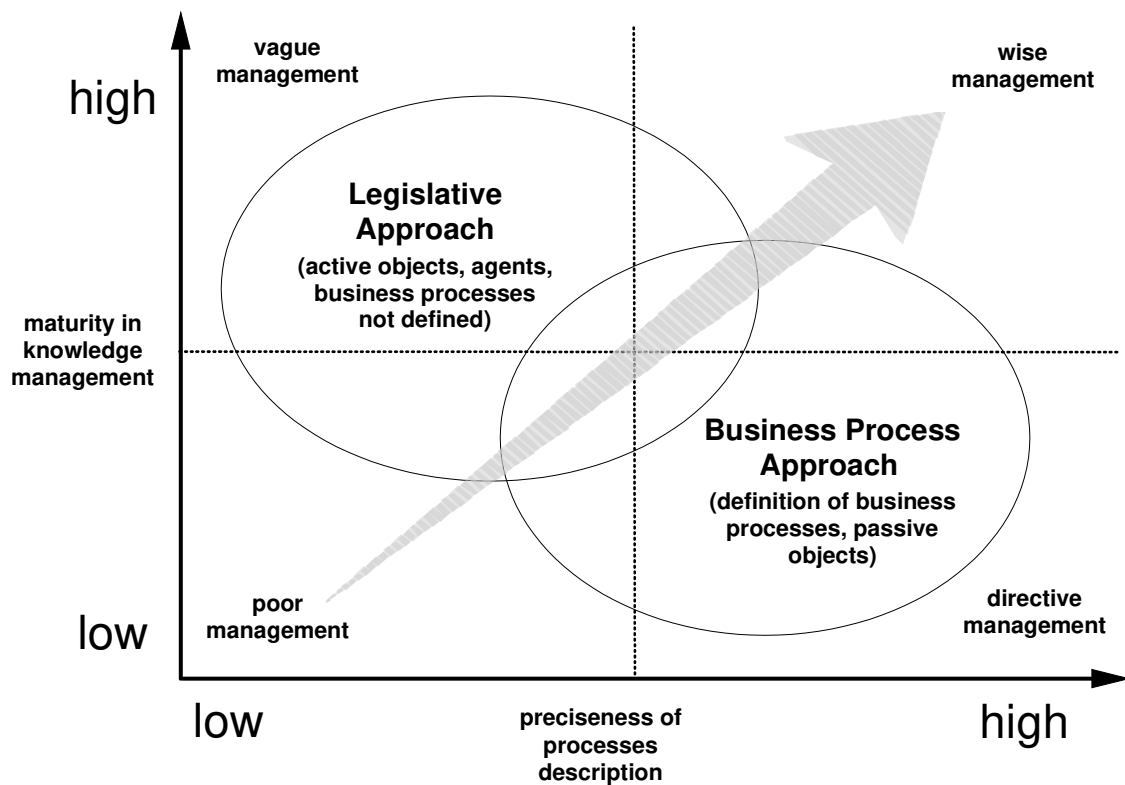 vague
management
wise
management
high
Legislative
Approach
(active objects, agents,
business processes
not defined)
maturity in
knowledge
management
Business Process
Approach
(definition of business
processes, passive
objects)
poor
management
directive
management
low
low
preciseness of
processes
description
high